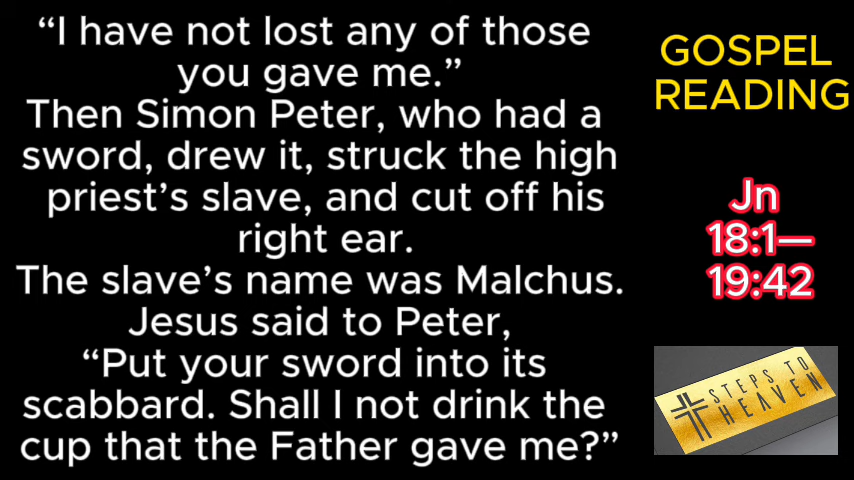 “I have not lost any of those
you gave me.”
Then Simon Peter, who had a
sword, drew it, struck the high
priest’s slave, and cut off his
right ear.
The slave’s name was Malchus.
Jesus said to Peter,
“Put your sword into its
scabbard. Shall I not drink the
cup that the Father gave me?”
GOSPEL
READING
Jn
18:1—
19:42
STEPS TO
HEAVEN